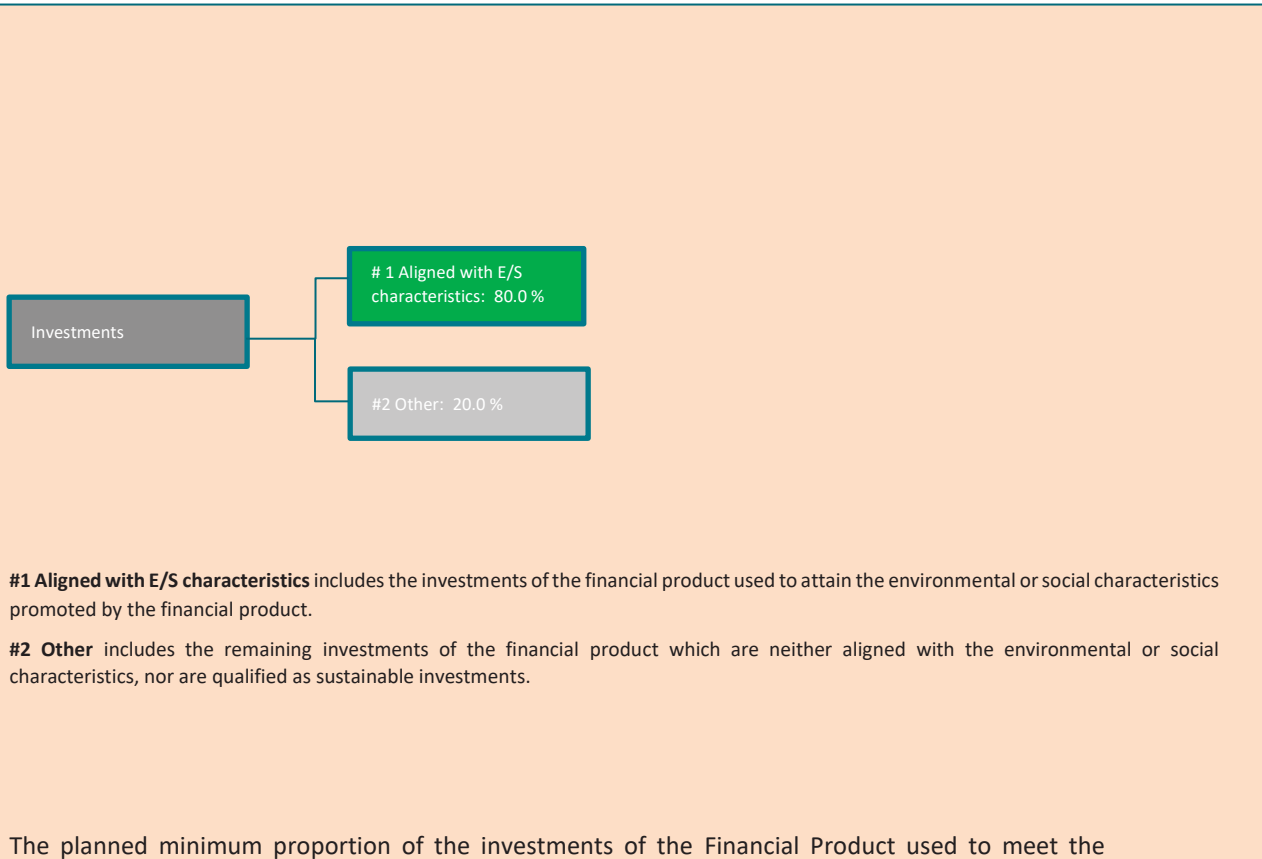 # 1 Aligned with E/S
characteristics: 80.0 %
Investments
#2 Other: 20.0 %
#1 Aligned with E/S characteristics includes the investments of the financial product used to attain the environmental or social characteristics
promoted by the financial product.
#2 Other includes the remaining investments of the financial product which are neither aligned with the environmental or social
characteristics, nor are qualified as sustainable investments.
The planned minimum proportion of the investments of the Financial Product used to meet the